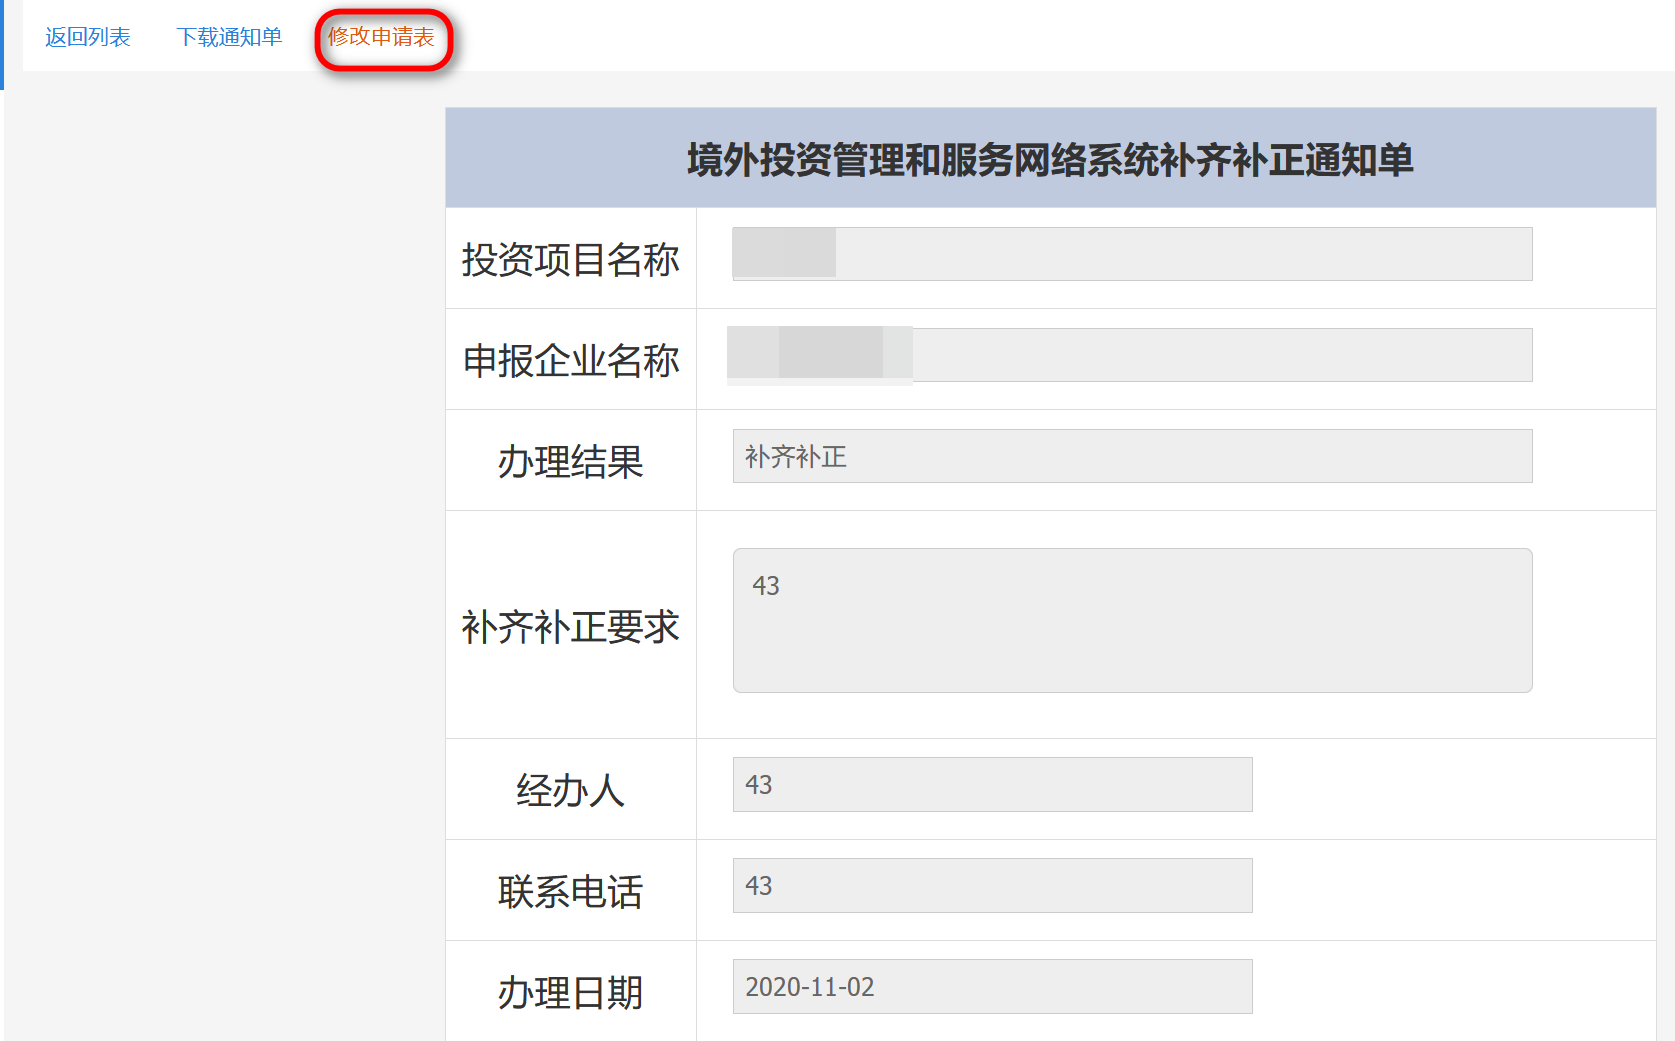 返回列表 下载通知单 修改申请表
境外投资管理和服务网络系统补齐补正通知单
投资项目名称
申报企业名称
办理结果 补齐补正
补齐补正要求 43
经办人 43
联系电话 43
办理日期 2020-11-02